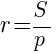 r = S/p